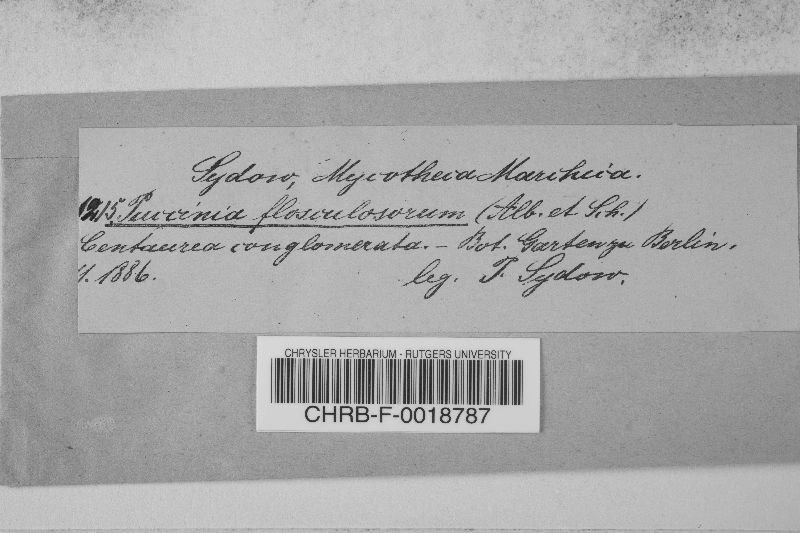 Sydow, Mycotheca Marchica.
1215. Puccinia flosculosorum (Alb. et Sch.)
Centaurea conglomerata. – Bot. Garten zu Berlin.
1886.
leg. P. Sydow.
CHRYSLER HERBARIUM - RUTGERS UNIVERSITY
CHRB-F-0018787